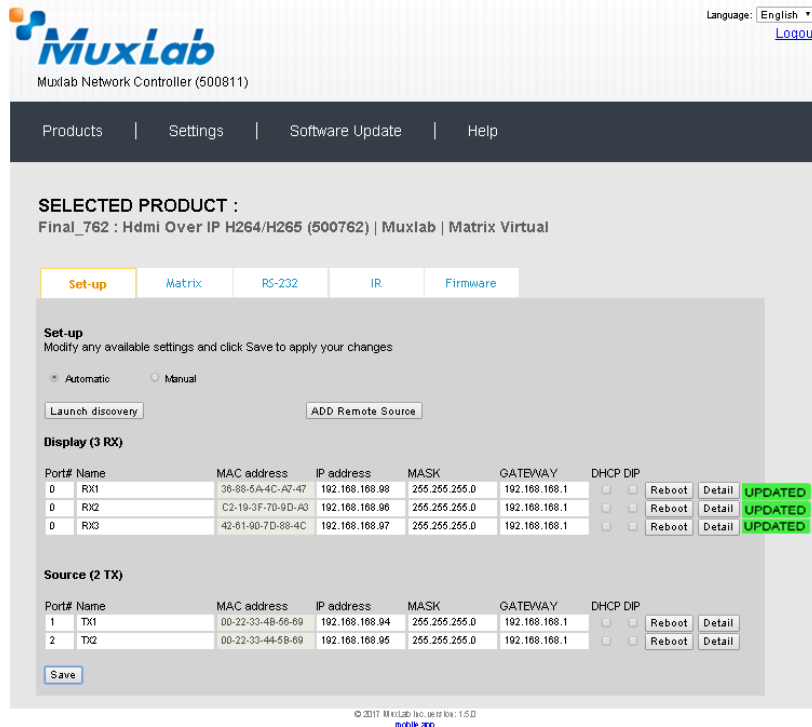 Language: English
Logou
MuxLab
Muxlab Network Controller (500811)
Products | Settings | Software Update | Help
SELECTED PRODUCT :
Final_762 : Hdmi Over IP H264/H265 (500762) | Muxlab | Matrix Virtual
Set-up Matrix RS-232 IR Firmware
Set-up
Modify any available settings and click Save to apply your changes
Automatic Manual
Launch discovery ADD Remote Source
Display (3 RX)
Port# Name MAC address IP address MASK GATEWAY DHCP DIP
0 RX1 36-88-5A-4C-A7-47 192.168.168.98 255.255.255.0 192.168.168.1 Reboot Detail UPDATED
0 RX2 C2-19-3F-70-9D-A3 192.168.168.96 255.255.255.0 192.168.168.1 Reboot Detail UPDATED
0 RX3 42-61-90-7D-88-4C 192.168.168.97 255.255.255.0 192.168.168.1 Reboot Detail UPDATED
Source (2 TX)
Port# Name MAC address IP address MASK GATEWAY DHCP DIP
1 TX1 00-22-33-4B-56-69 192.168.168.94 255.255.255.0 192.168.168.1 Reboot Detail
2 TX2 00-22-33-44-5B-69 192.168.168.95 255.255.255.0 192.168.168.1 Reboot Detail
Save
© 2017 MuxLab Inc. version: 1.5.0
mobile app